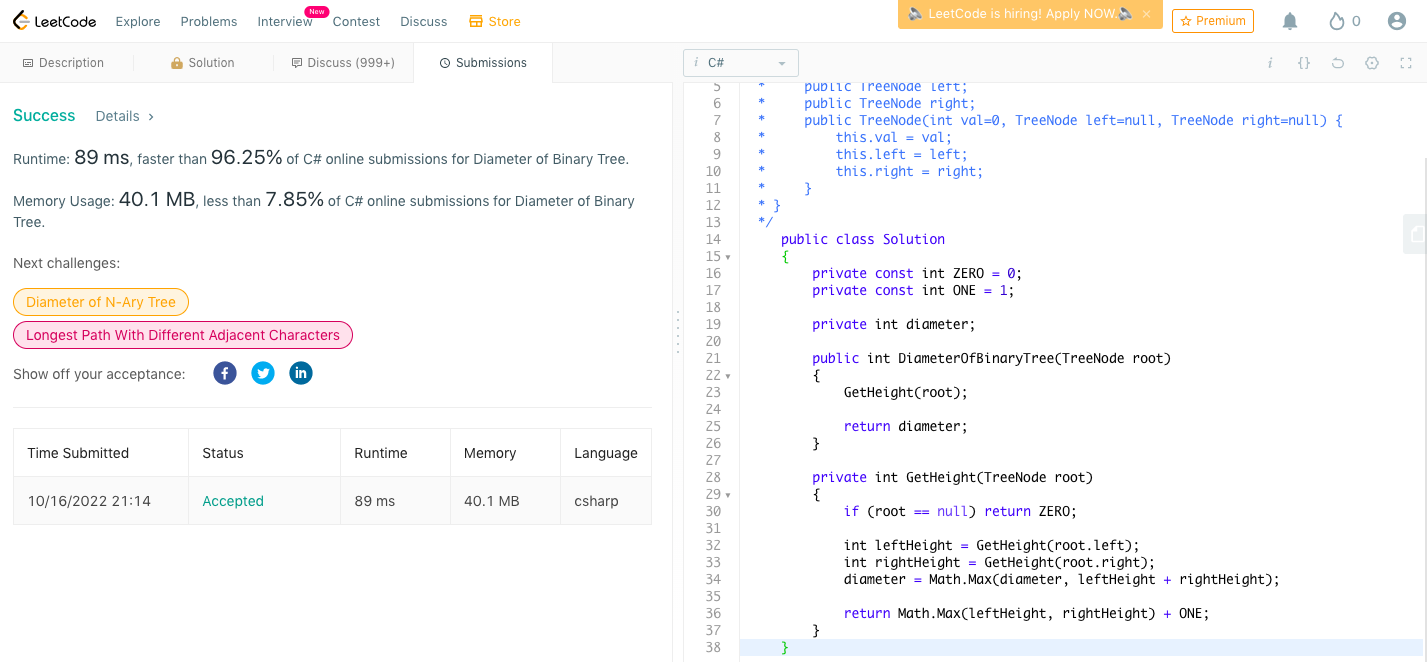 LeetCode Explore Problems Interview New Contest Discuss Store LeetCode is hiring! Apply NOW. × Premium 0
Description Solution Discuss (999+) Submissions
Success Details >
Runtime: 89 ms, faster than 96.25% of C# online submissions for Diameter of Binary Tree.
Memory Usage: 40.1 MB, less than 7.85% of C# online submissions for Diameter of Binary
Tree.
Next challenges:
Diameter of N-Ary Tree
Longest Path With Different Adjacent Characters
Show off your acceptance:
Time Submitted Status Runtime Memory Language
10/16/2022 21:14 Accepted 89 ms 40.1 MB csharp
i C# i {}
5 * public TreeNode left;
6 * public TreeNode right;
7 * public TreeNode(int val=0, TreeNode left=null, TreeNode right=null) {
8 * this.val = val;
9 * this.left = left;
10 * this.right = right;
11 * }
12 * }
13 */
14 public class Solution
15 {
16 private const int ZERO = 0;
17 private const int ONE = 1;
18
19 private int diameter;
20
21 public int DiameterOfBinaryTree(TreeNode root)
22 {
23 GetHeight(root);
24
25 return diameter;
26 }
27
28 private int GetHeight(TreeNode root)
29 {
30 if (root == null) return ZERO;
31
32 int leftHeight = GetHeight(root.left);
33 int rightHeight = GetHeight(root.right);
34 diameter = Math.Max(diameter, leftHeight + rightHeight);
35
36 return Math.Max(leftHeight, rightHeight) + ONE;
37 }
38 }